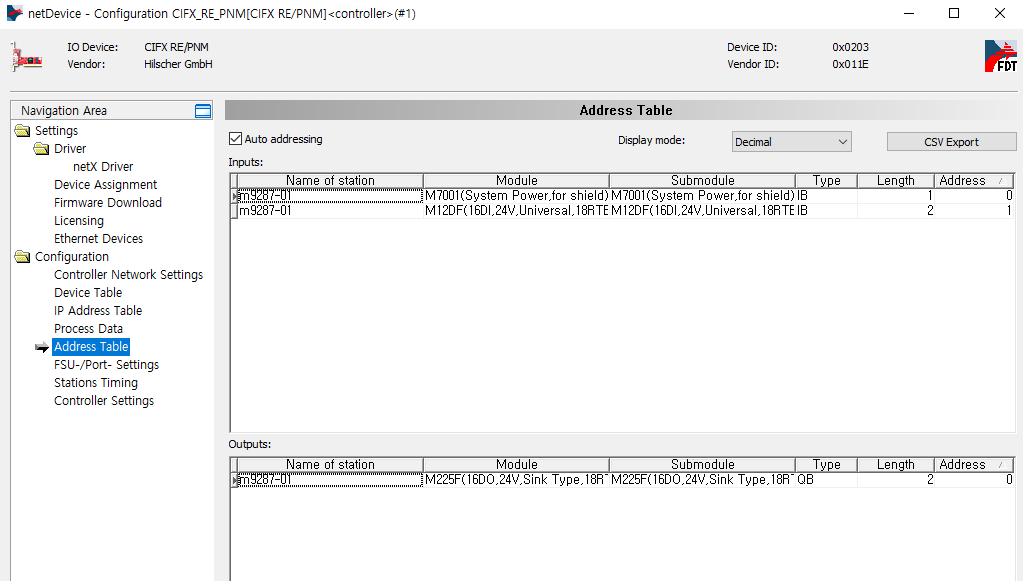 netDevice - Configuration CIFX_RE_PNM[CIFX RE/PNM]<controller>(#1)
IO Device: CIFX RE/PNM Device ID: 0x0203
Vendor: Hilscher GmbH Vendor ID: 0x011E
FDT
Navigation Area
Settings
Driver
netX Driver
Device Assignment
Firmware Download
Licensing
Ethernet Devices
Configuration
Controller Network Settings
Device Table
IP Address Table
Process Data
Address Table
FSU-/Port- Settings
Stations Timing
Controller Settings
Address Table
Auto addressing Display mode: Decimal CSV Export
Inputs:
Name of station Module Submodule Type Length Address
m9287-01 M7001(System Power,for shield) M7001(System Power,for shield) IB 1 0
m9287-01 M12DF(16DI,24V,Universal,18RTE M12DF(16DI,24V,Universal,18RTE IB 2 1
Outputs:
Name of station Module Submodule Type Length Address
m9287-01 M225F(16DO,24V,Sink Type,18R M225F(16DO,24V,Sink Type,18R QB 2 0